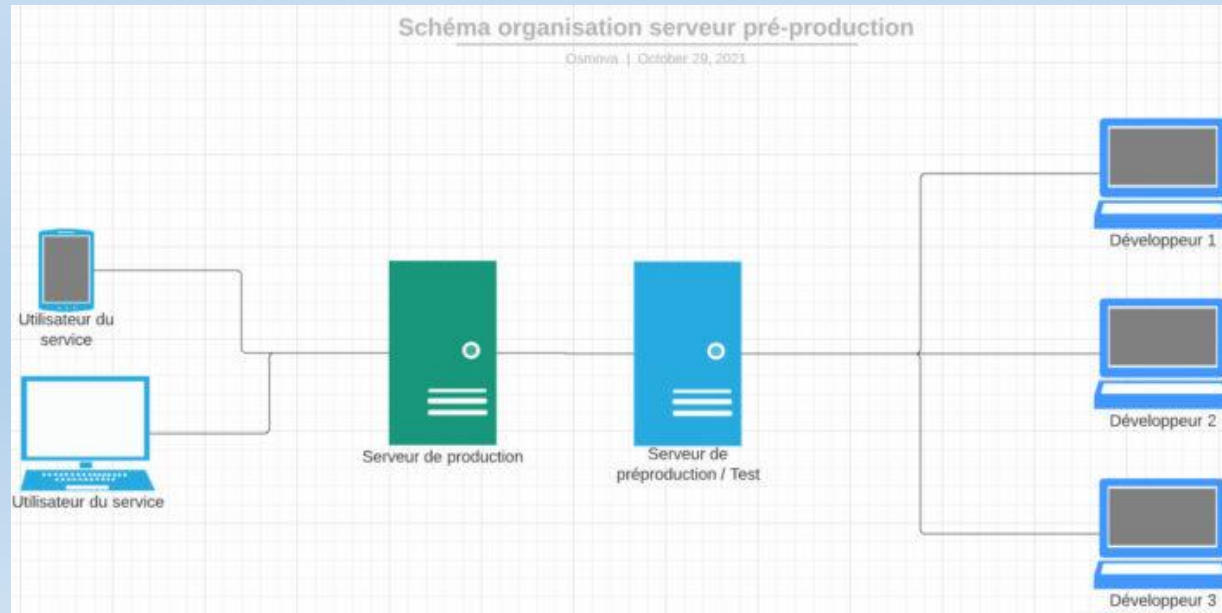 Schéma organisation serveur pré-production
Osmova | October 29, 2021
Développeur 1
Utilisateur du
service
Développeur 2
Serveur de production
Serveur de
préproduction / Test
Utilisateur du service
Développeur 3